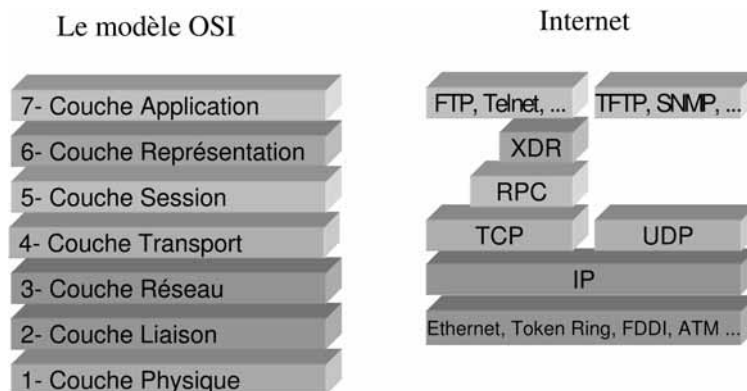 Le modèle OSI
7- Couche Application
6- Couche Représentation
5- Couche Session
4- Couche Transport
3- Couche Réseau
2- Couche Liaison
1- Couche Physique
Internet
FTP, Telnet, ...
TFTP, SNMP, ...
XDR
RPC
TCP
UDP
IP
Ethernet, Token Ring, FDDI, ATM ...